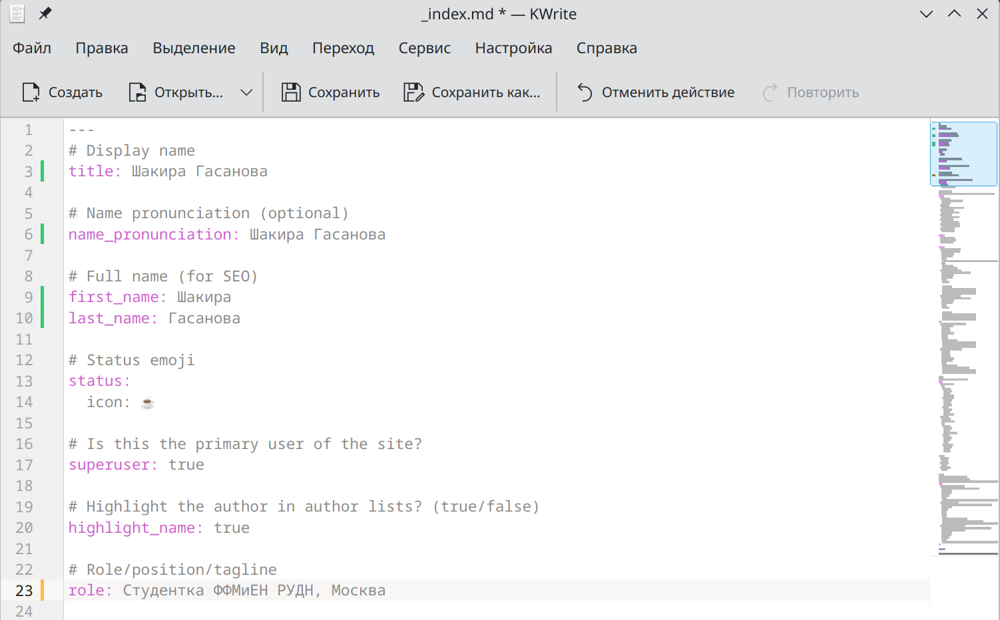 _index.md * — KWrite
Файл Правка Выделение Вид Переход Сервис Настройка Справка
Создать Открыть... Сохранить Сохранить как... Отменить действие Повторить
1 ---
2 # Display name
3 title: Шакира Гасанова
4
5 # Name pronunciation (optional)
6 name_pronunciation: Шакира Гасанова
7
8 # Full name (for SEO)
9 first_name: Шакира
10 last_name: Гасанова
11
12 # Status emoji
13 status:
14   icon: ☕
15
16 # Is this the primary user of the site?
17 superuser: true
18
19 # Highlight the author in author lists? (true/false)
20 highlight_name: true
21
22 # Role/position/tagline
23 role: Студентка ФФМиЕН РУДН, Москва
24